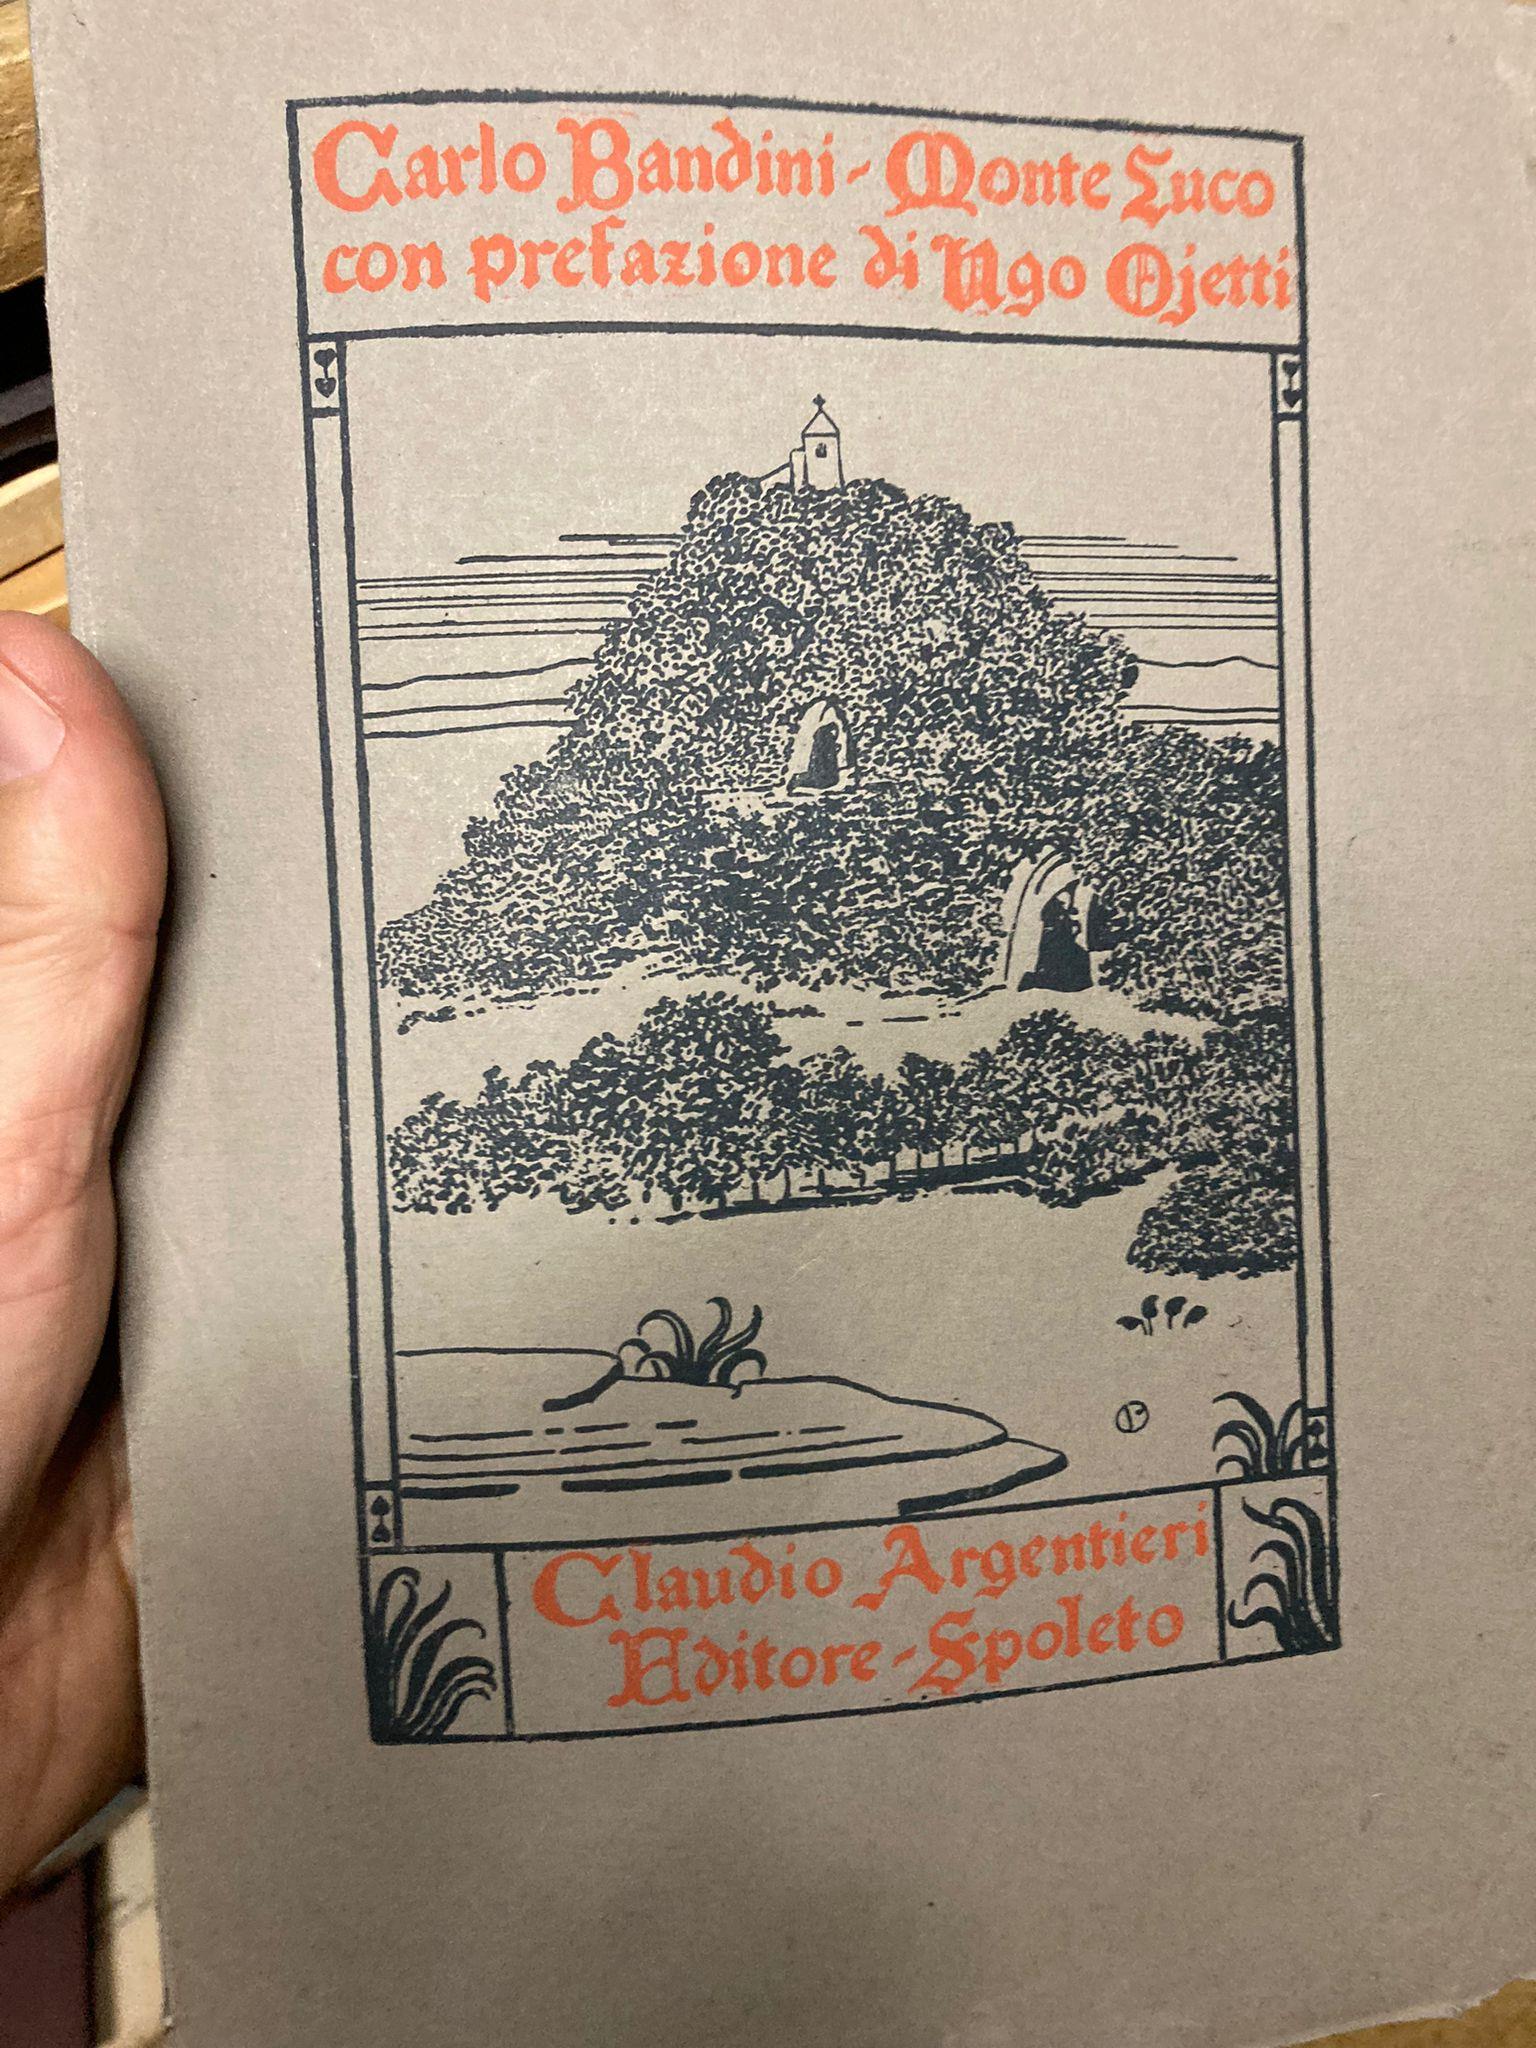 Carlo Bandini - Monte Luco
con prefazione di Ugo Ojetti
Claudio Argentieri
Editore - Spoleto